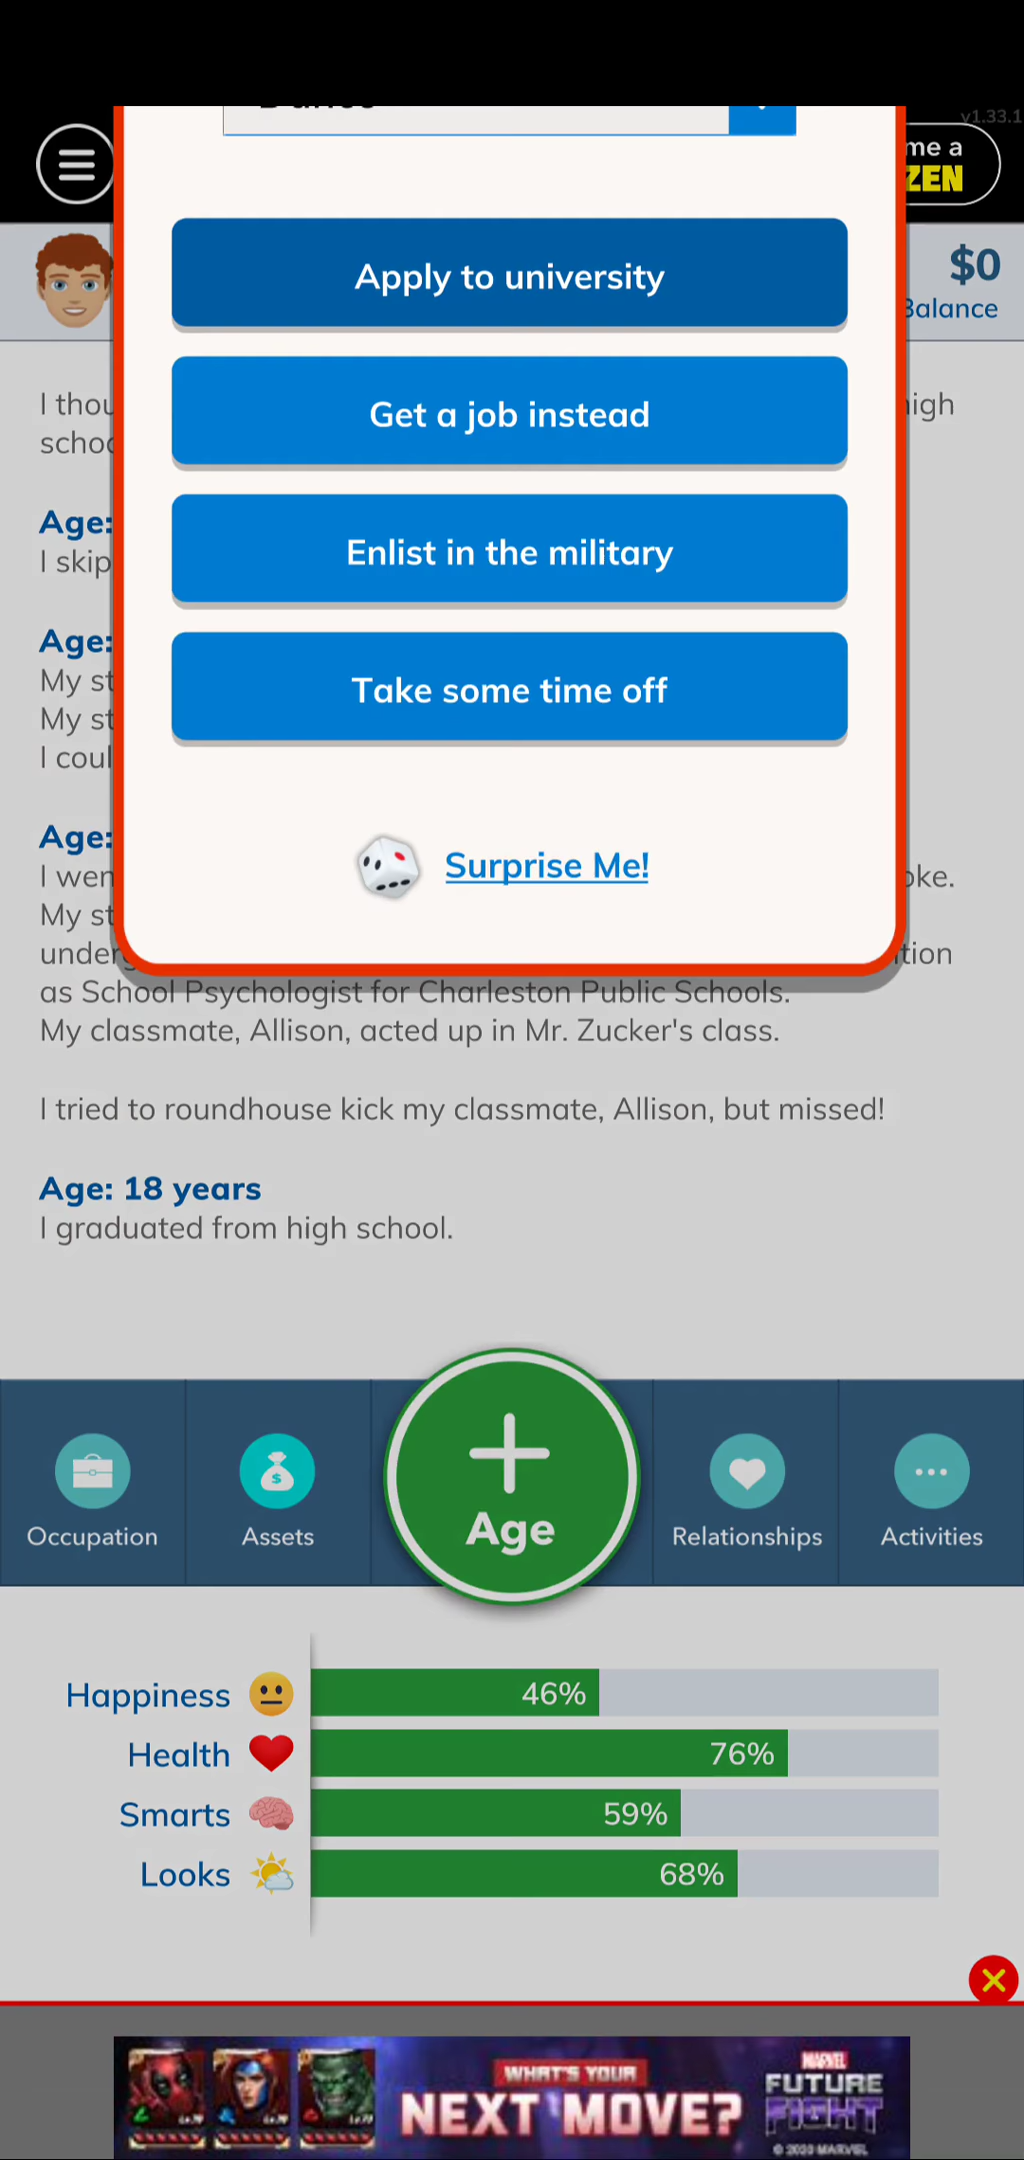 v1.33.1
me a
ZEN
Apply to university
$0
Balance
Get a job instead
I thou
high
schoo
Age:
I skip
Enlist in the military
Age:
My st
My st
I coul
Take some time off
Age:
I wen
oke.
My st
Surprise Me!
under
tion
as School Psychologist for Charleston Public Schools.
My classmate, Allison, acted up in Mr. Zucker's class.
I tried to roundhouse kick my classmate, Allison, but missed!
Age: 18 years
I graduated from high school.
Age
Occupation
Assets
Relationships
Activities
Happiness 46%
Health 76%
Smarts 59%
Looks 68%
WHAT'S YOUR
NEXT MOVE?
MARVEL
FUTURE
FIGHT
© 2020 MARVEL